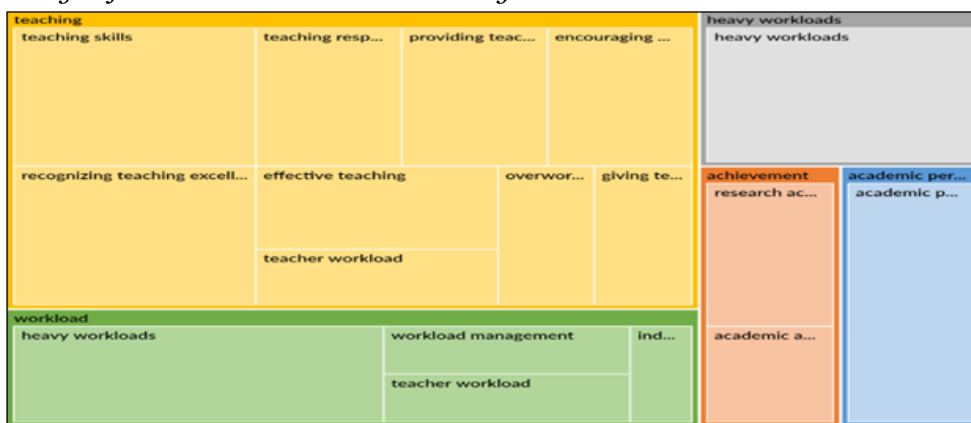 teaching
teaching skills
teaching resp...
providing teac...
encouraging ...
recognizing teaching excell...
effective teaching
teacher workload
overwor...
giving te...
workload
heavy workloads
workload management
teacher workload
ind...
heavy workloads
heavy workloads
achievement
research ac...
academic a...
academic per...
academic p...